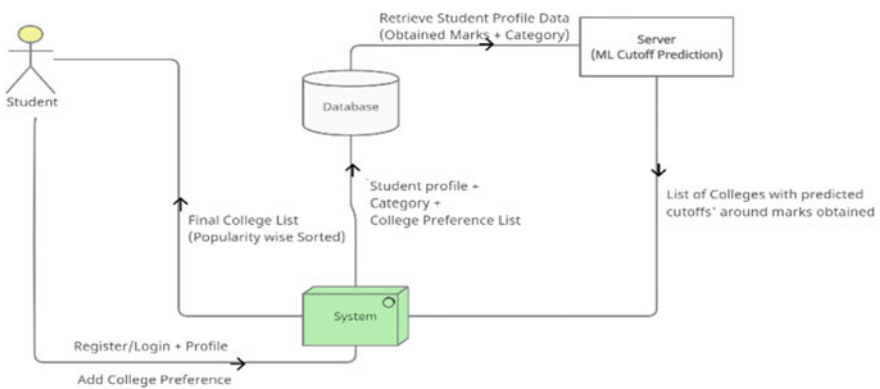 Retrieve Student Profile Data
(Obtained Marks + Category)
Server
(ML Cutoff Prediction)
Student
Database
Student profile +
Category +
College Preference List
List of Colleges with predicted
cutoffs' around marks obtained
Final College List
(Popularity wise Sorted)
System
Register/Login + Profile
Add College Preference